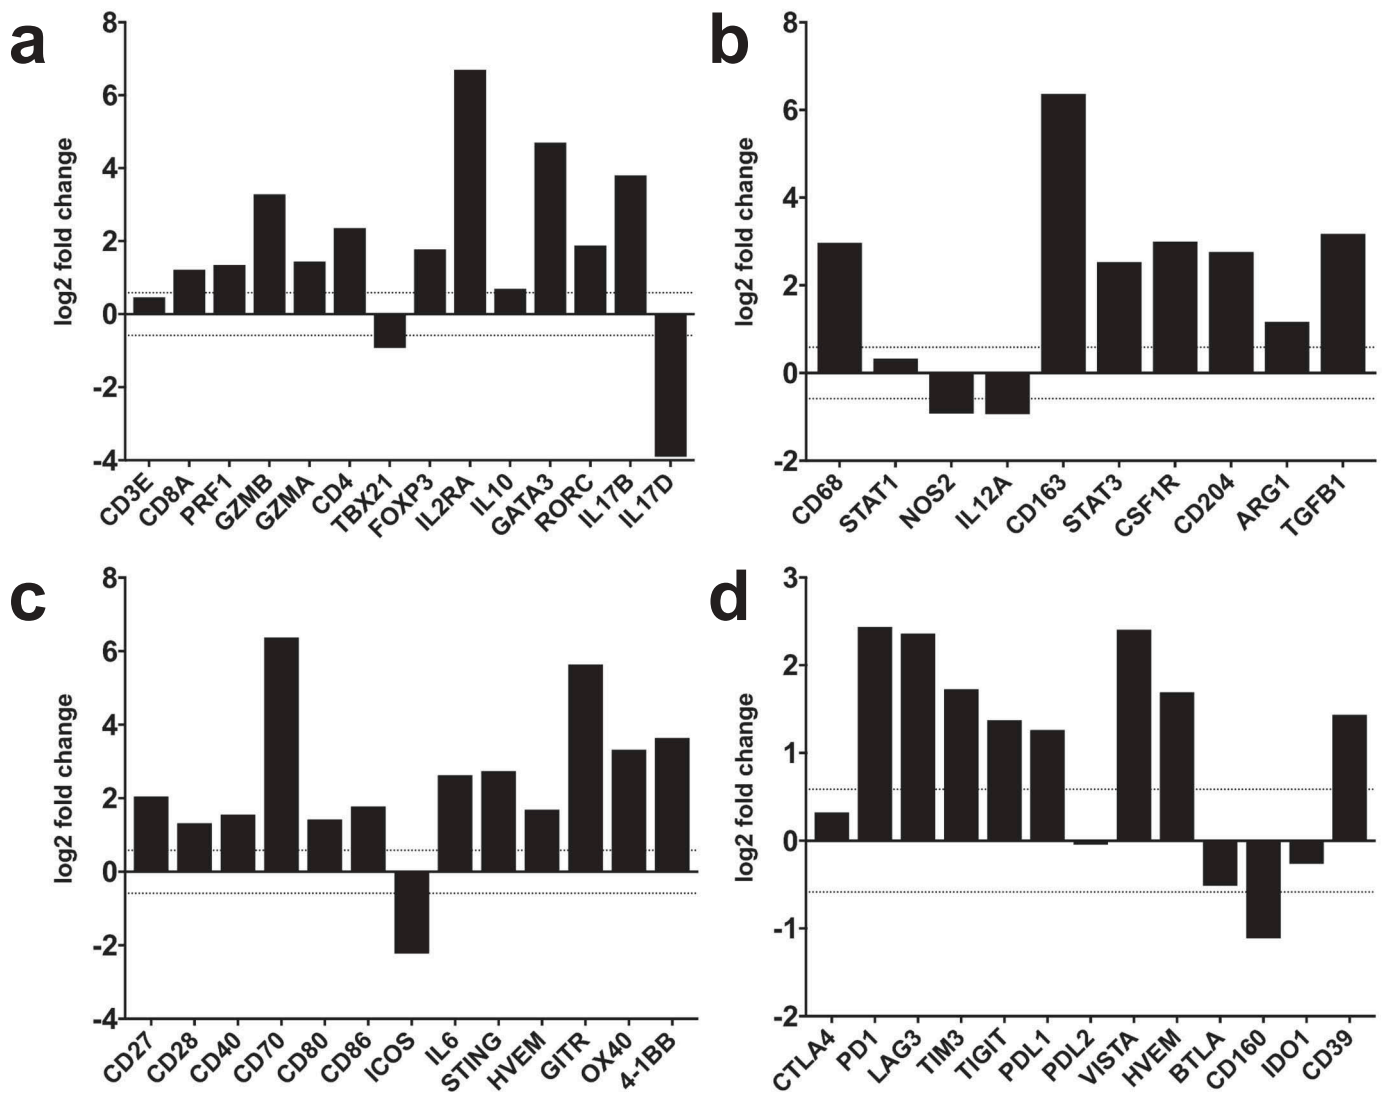 a
log2 fold change
8
6
4
2
0
-2
-4
CD3E
CD8A
PRF1
GZMB
GZMA
CD4
TBX21
FOXP3
IL2RA
IL10
GATA3
RORC
IL17B
IL17D
b
log2 fold change
8
6
4
2
0
-2
CD68
STAT1
NOS2
IL12A
CD163
STAT3
CSF1R
CD204
ARG1
TGFB1
c
log2 fold change
8
6
4
2
0
-2
-4
CD27
CD28
CD40
CD70
CD80
CD86
ICOS
IL6
STING
HVEM
GITR
OX40
4-1BB
d
log2 fold change
3
2
1
0
-1
-2
CTLA4
PD1
LAG3
TIM3
TIGIT
PDL1
PDL2
VISTA
HVEM
BTLA
CD160
IDO1
CD39